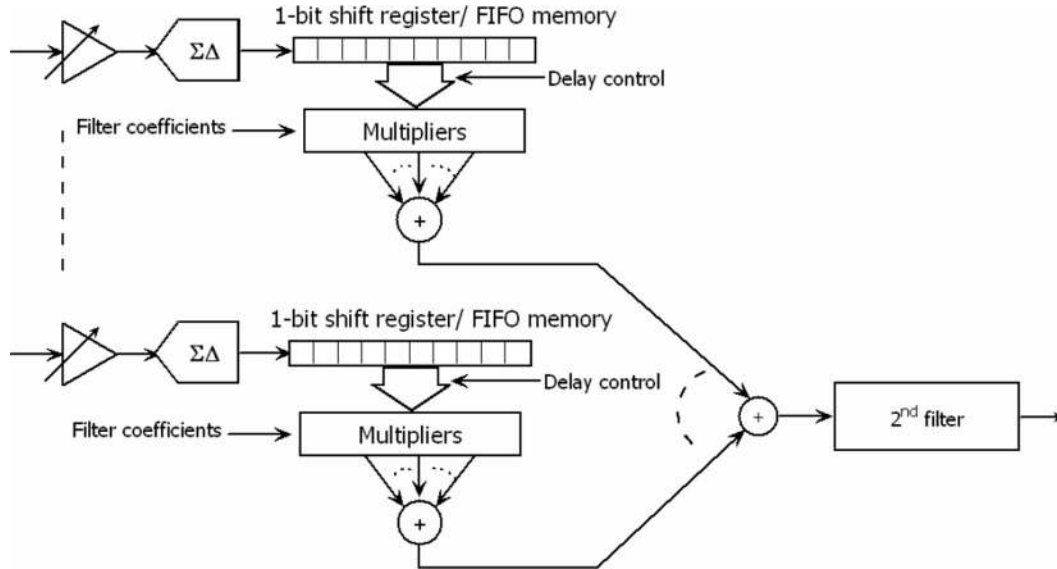 1-bit shift register/ FIFO memory
ΣΔ
Delay control
Filter coefficients
Multipliers
+
1-bit shift register/ FIFO memory
ΣΔ
Delay control
Filter coefficients
Multipliers
+
+
2nd filter